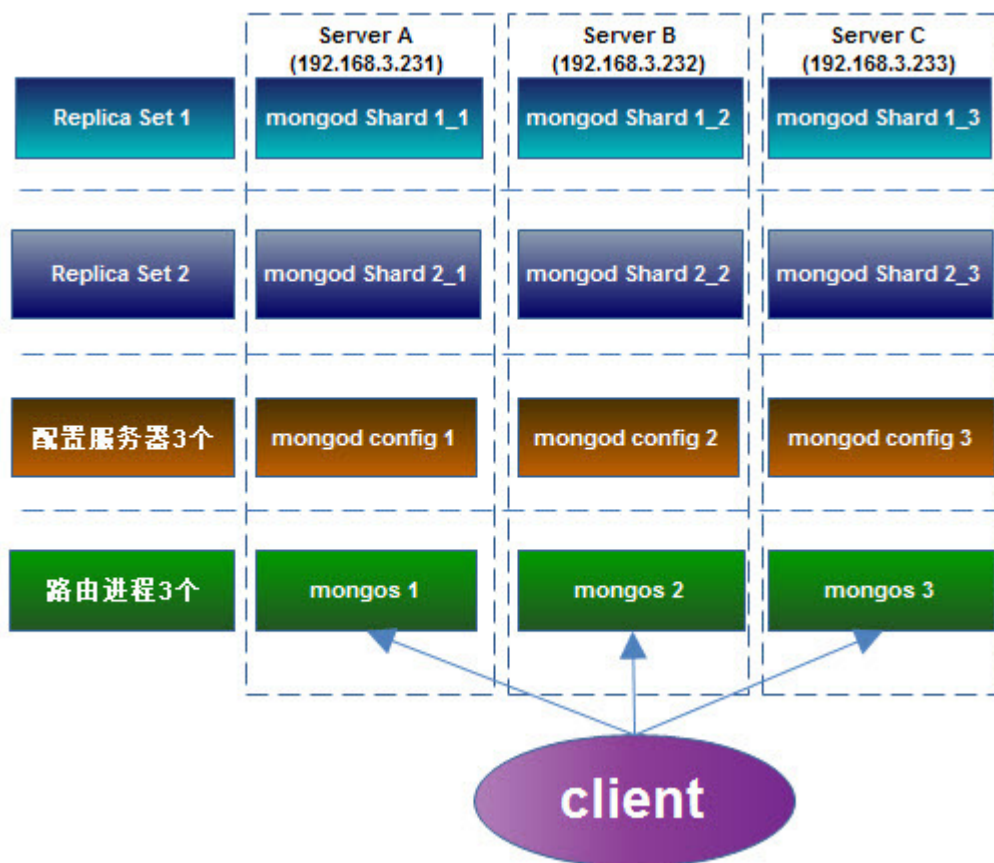 Server A
(192.168.3.231)
Server B
(192.168.3.232)
Server C
(192.168.3.233)
Replica Set 1
mongod Shard 1_1
mongod Shard 1_2
mongod Shard 1_3
Replica Set 2
mongod Shard 2_1
mongod Shard 2_2
mongod Shard 2_3
配置服务器3个
mongod config 1
mongod config 2
mongod config 3
路由进程3个
mongos 1
mongos 2
mongos 3
client